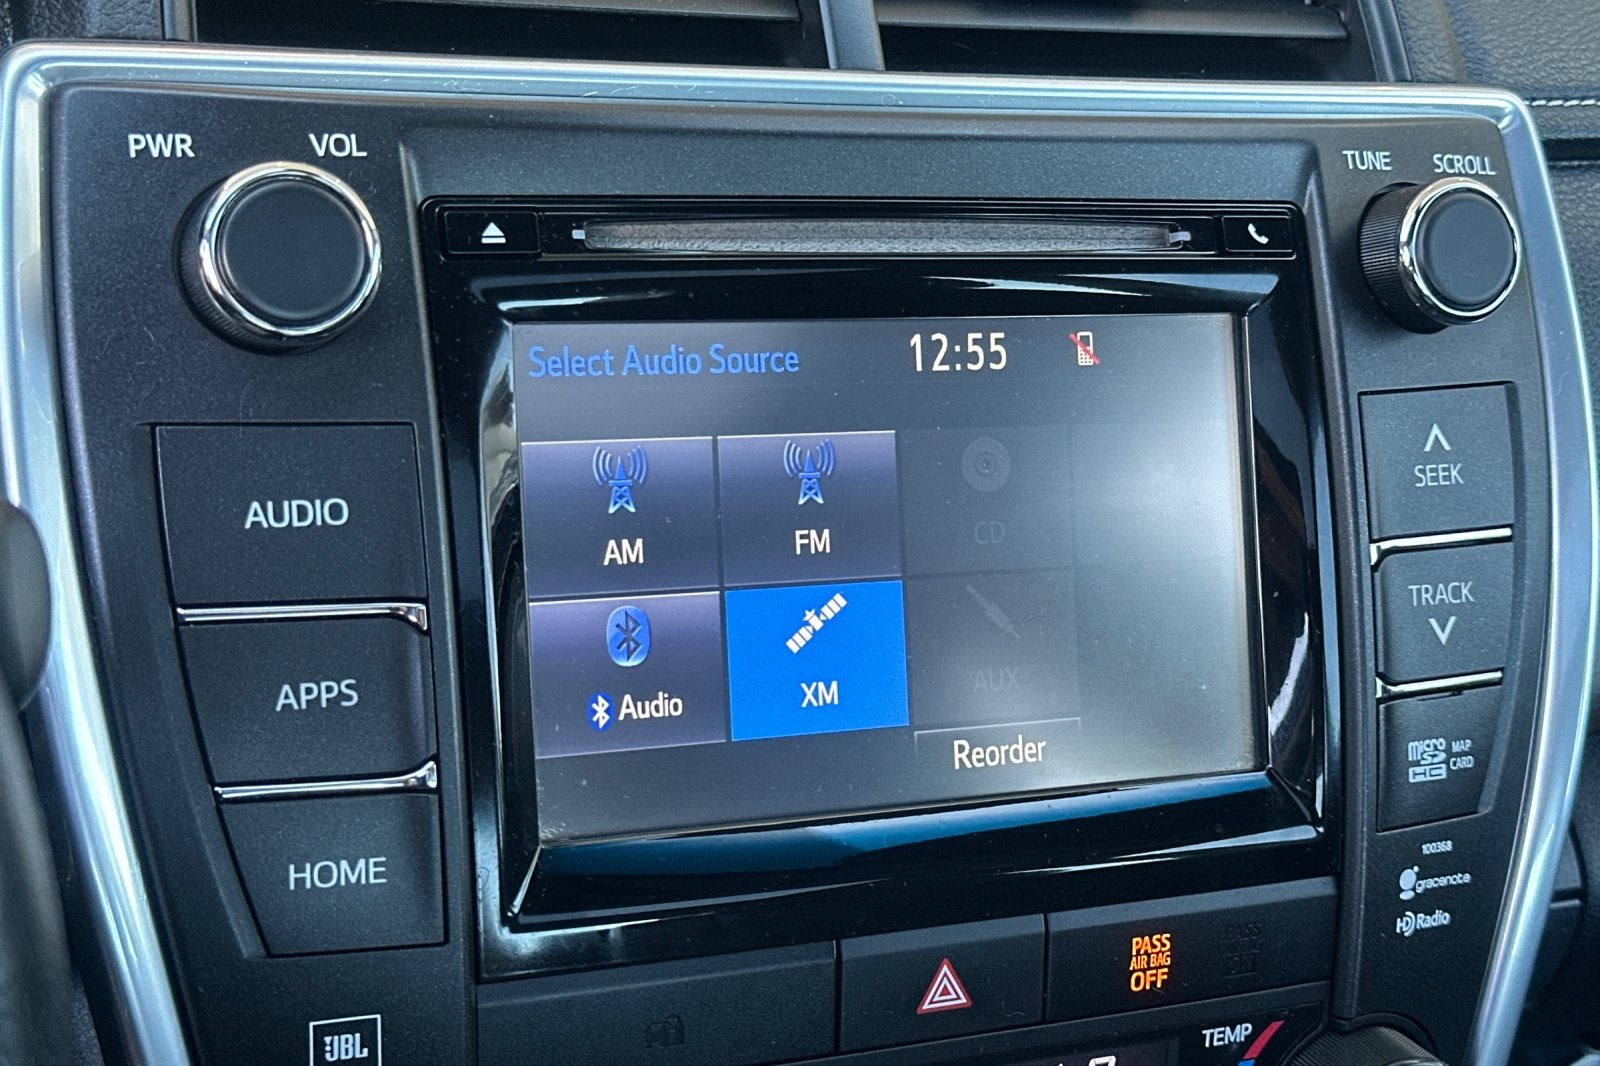 PWR VOL
TUNE SCROLL
Select Audio Source 12:55
AM FM CD
Audio XM AUX
Reorder
AUDIO
APPS
HOME
SEEK
TRACK
micro SD HC MAP CARD
100368
gracenote
HD Radio
PASS AIR BAG OFF
JBL
TEMP